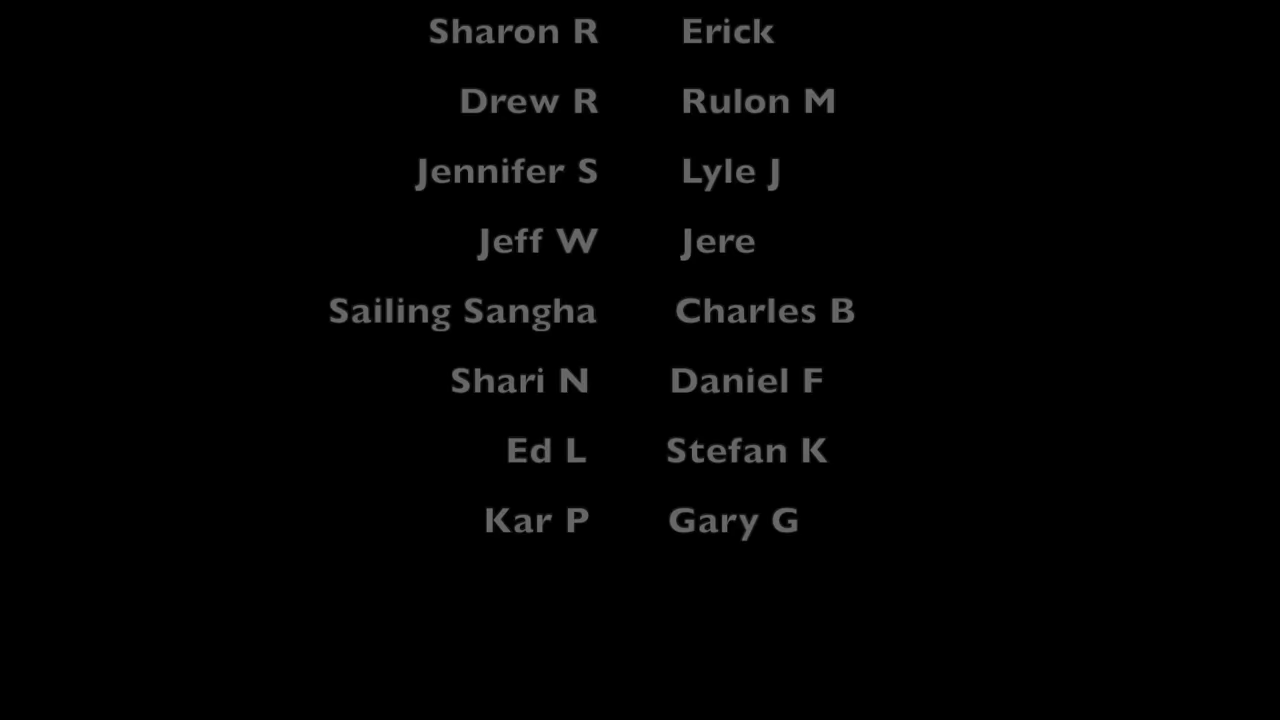 Sharon R Erick
Drew R Rulon M
Jennifer S Lyle J
Jeff W Jere
Sailing Sangha Charles B
Shari N Daniel F
Ed L Stefan K
Kar P Gary G